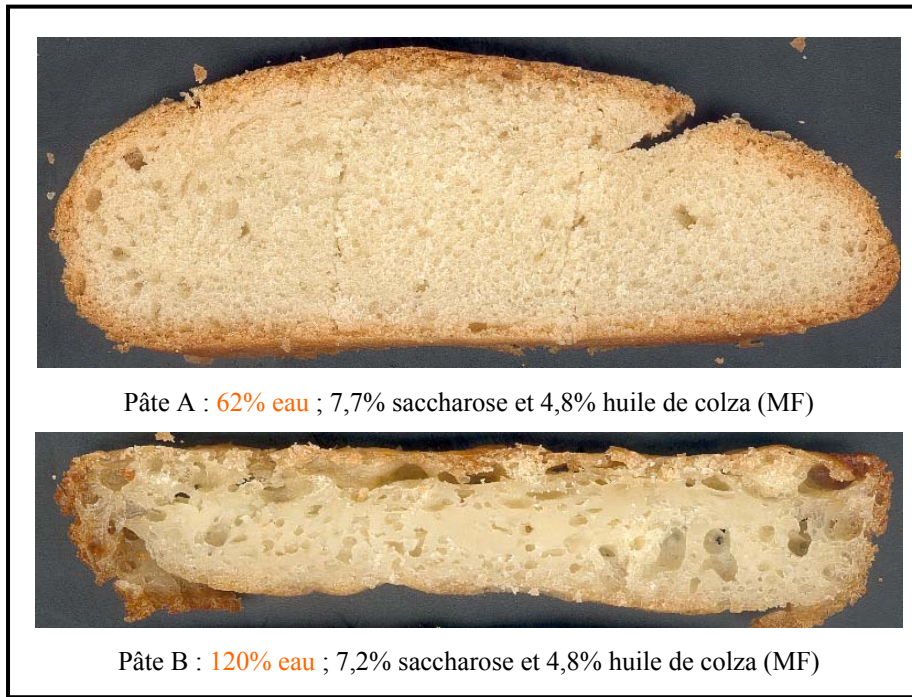 Pâte A : 62% eau ; 7,7% saccharose et 4,8% huile de colza (MF)
Pâte B : 120% eau ; 7,2% saccharose et 4,8% huile de colza (MF)